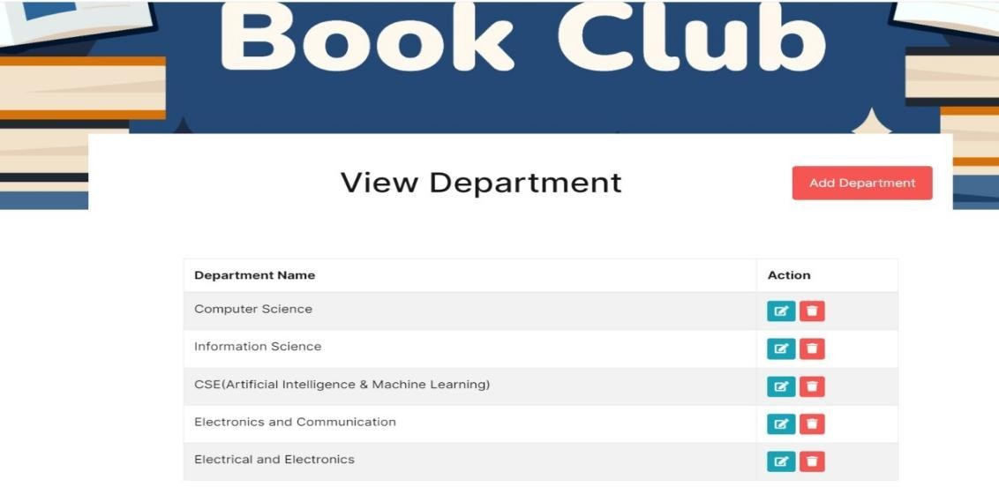 Book Club
View Department
Add Department
Department Name Action
Computer Science
Information Science
CSE(Artificial Intelligence & Machine Learning)
Electronics and Communication
Electrical and Electronics